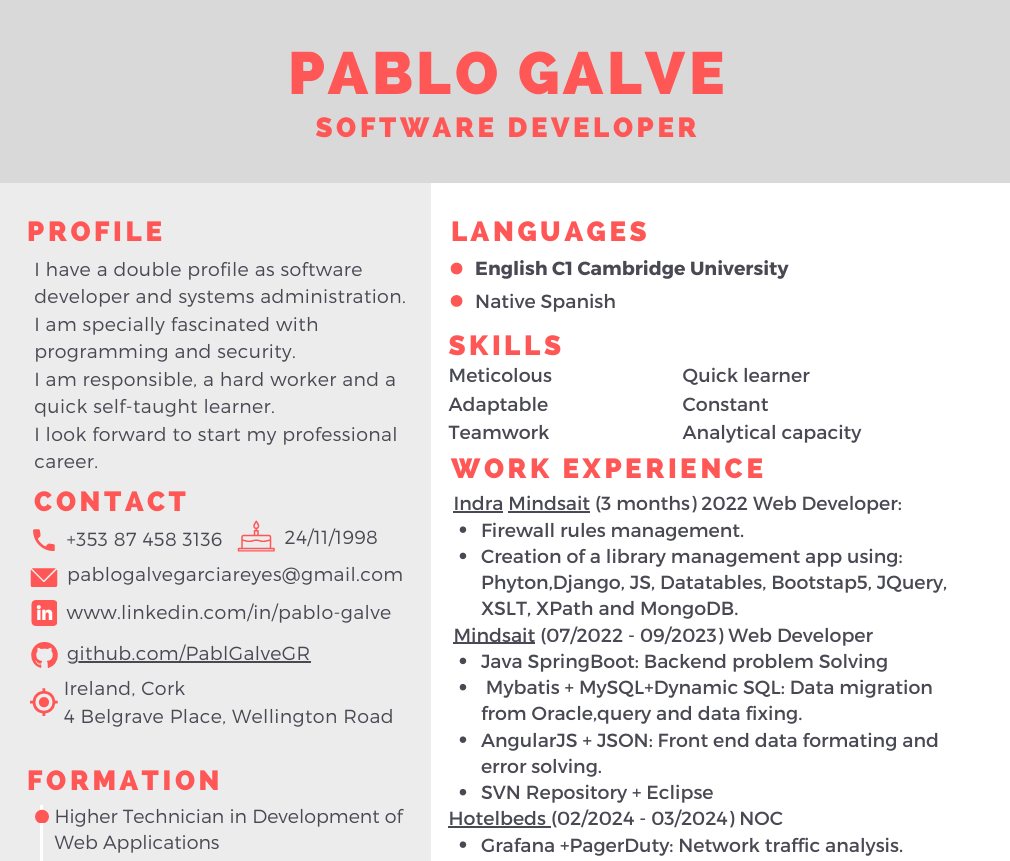 PABLO GALVE
SOFTWARE DEVELOPER
PROFILE
I have a double profile as software
developer and systems administration.
I am specially fascinated with
programming and security.
I am responsible, a hard worker and a
quick self-taught learner.
I look forward to start my professional
career.
CONTACT
+353 87 458 3136 24/11/1998
pablogalvegarciareyes@gmail.com
www.linkedin.com/in/pablo-galve
github.com/PablGalveGR
Ireland, Cork
4 Belgrave Place, Wellington Road
FORMATION
Higher Technician in Development of
Web Applications
LANGUAGES
English C1 Cambridge University
Native Spanish
SKILLS
Meticolous Quick learner
Adaptable Constant
Teamwork Analytical capacity
WORK EXPERIENCE
Indra Mindsait (3 months) 2022 Web Developer:
• Firewall rules management.
• Creation of a library management app using:
Phyton,Django, JS, Datatables, Bootstap5, JQuery,
XSLT, XPath and MongoDB.
Mindsait (07/2022 - 09/2023) Web Developer
• Java SpringBoot: Backend problem Solving
• Mybatis + MySQL+Dynamic SQL: Data migration
from Oracle,query and data fixing.
• AngularJS + JSON: Front end data formating and
error solving.
• SVN Repository + Eclipse
Hotelbeds (02/2024 - 03/2024) NOC
• Grafana +PagerDuty: Network traffic analysis.